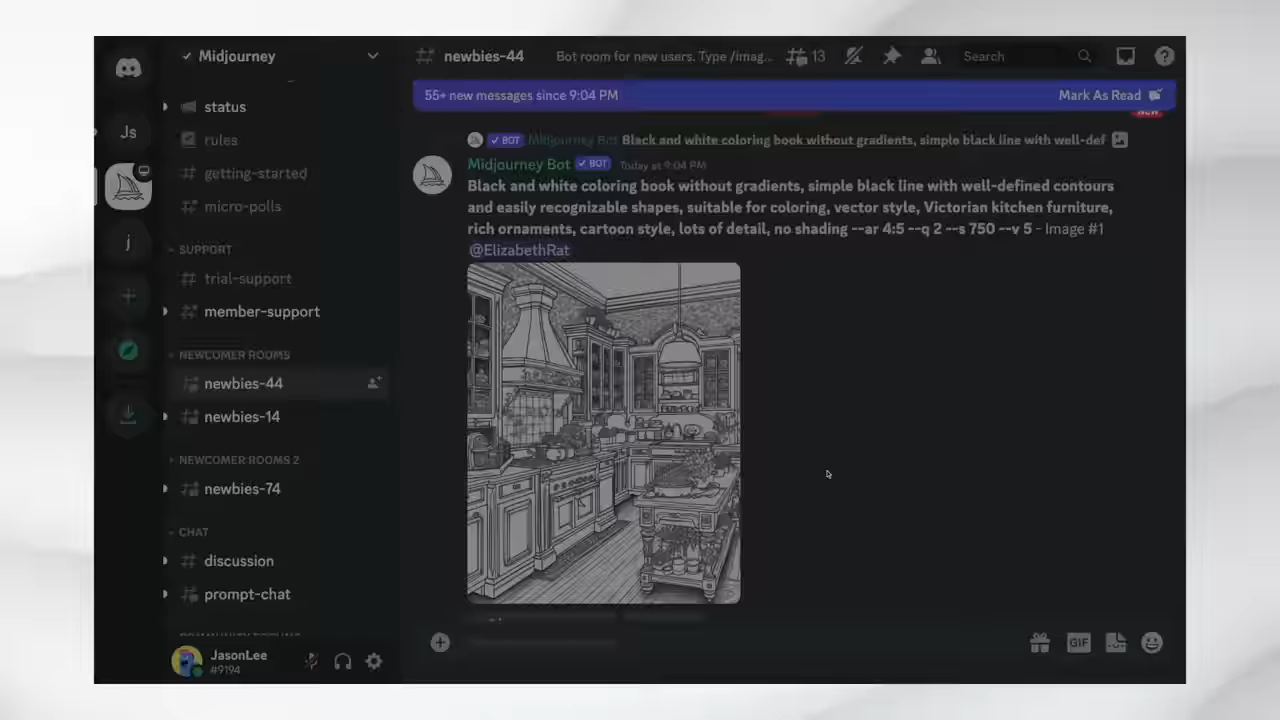 Midjourney
status
rules
getting-started
micro-polls
SUPPORT
trial-support
member-support
NEWCOMER ROOMS
newbies-44
newbies-14
NEWCOMER ROOMS 2
newbies-74
CHAT
discussion
prompt-chat
JasonLee
#9194
Js
j
newbies-44
Bot room for new users. Type /imag...
13
Search
55+ new messages since 9:04 PM
Mark As Read
NEW
BOT Midjourney Bot Black and white coloring book without gradients, simple black line with well-def
Midjourney Bot BOT Today at 9:04 PM
Black and white coloring book without gradients, simple black line with well-defined contours
and easily recognizable shapes, suitable for coloring, vector style, Victorian kitchen furniture,
rich ornaments, cartoon style, lots of detail, no shading --ar 4:5 --q 2 --s 750 --v 5 - Image #1
@ElizabethRat
GIF